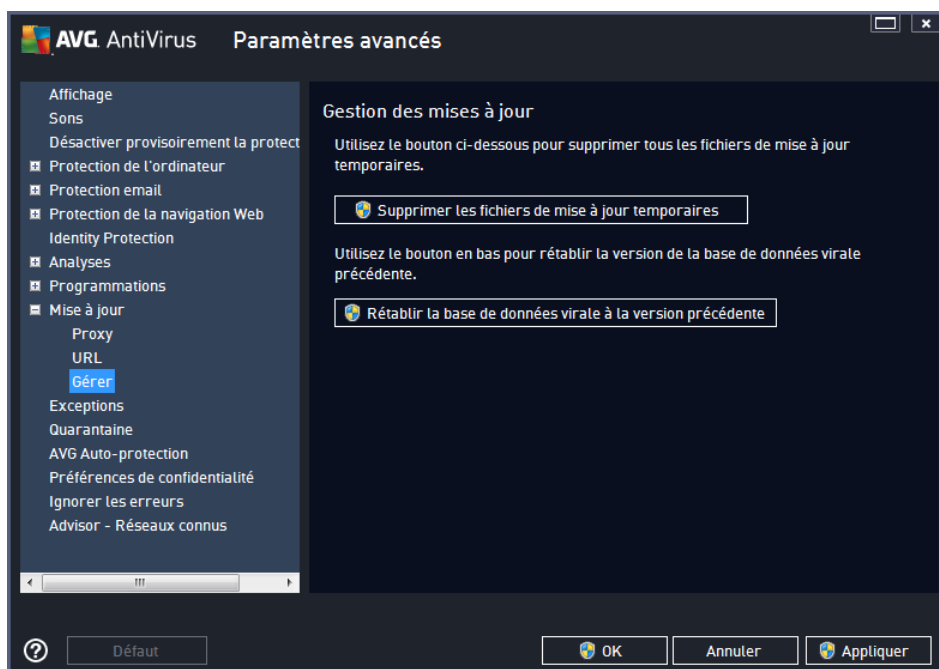 AVG. AntiVirus Paramètres avancés
Affichage
Sons
Désactiver provisoirement la protect
Protection de l'ordinateur
Protection email
Protection de la navigation Web
Identity Protection
Analyses
Programmations
Mise à jour
Proxy
URL
Gérer
Exceptions
Quarantaine
AVG Auto-protection
Préférences de confidentialité
Ignorer les erreurs
Advisor - Réseaux connus
Gestion des mises à jour
Utilisez le bouton ci-dessous pour supprimer tous les fichiers de mise à jour
temporaires.
Supprimer les fichiers de mise à jour temporaires
Utilisez le bouton en bas pour rétablir la version de la base de données virale
précédente.
Rétablir la base de données virale à la version précédente
Défaut
OK
Annuler
Appliquer